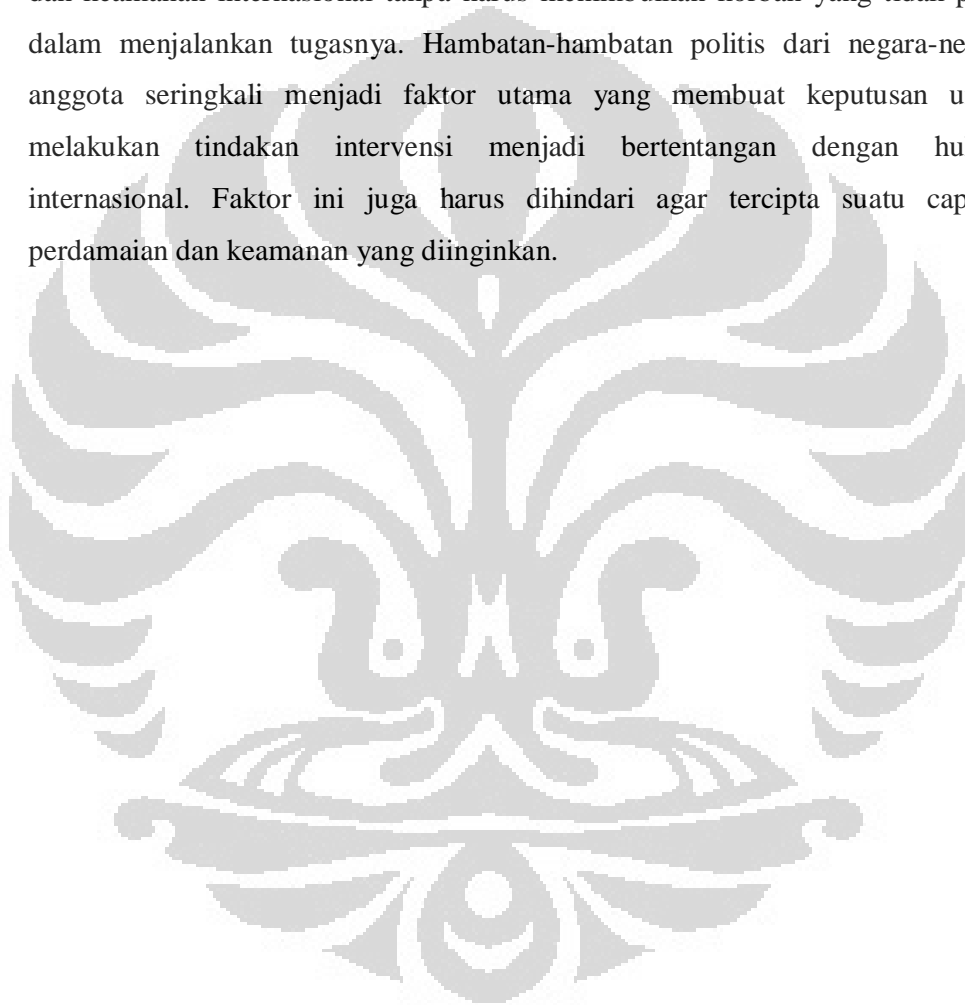 dan keamanan internasional tanpa harus menimbulkan korban yang tidak p
dalam menjalankan tugasnya. Hambatan-hambatan politis dari negara-ne
anggota seringkali menjadi faktor utama yang membuat keputusan u
melakukan tindakan intervensi menjadi bertentangan dengan hu
internasional. Faktor ini juga harus dihindari agar tercipta suatu cap
perdamaian dan keamanan yang diinginkan.